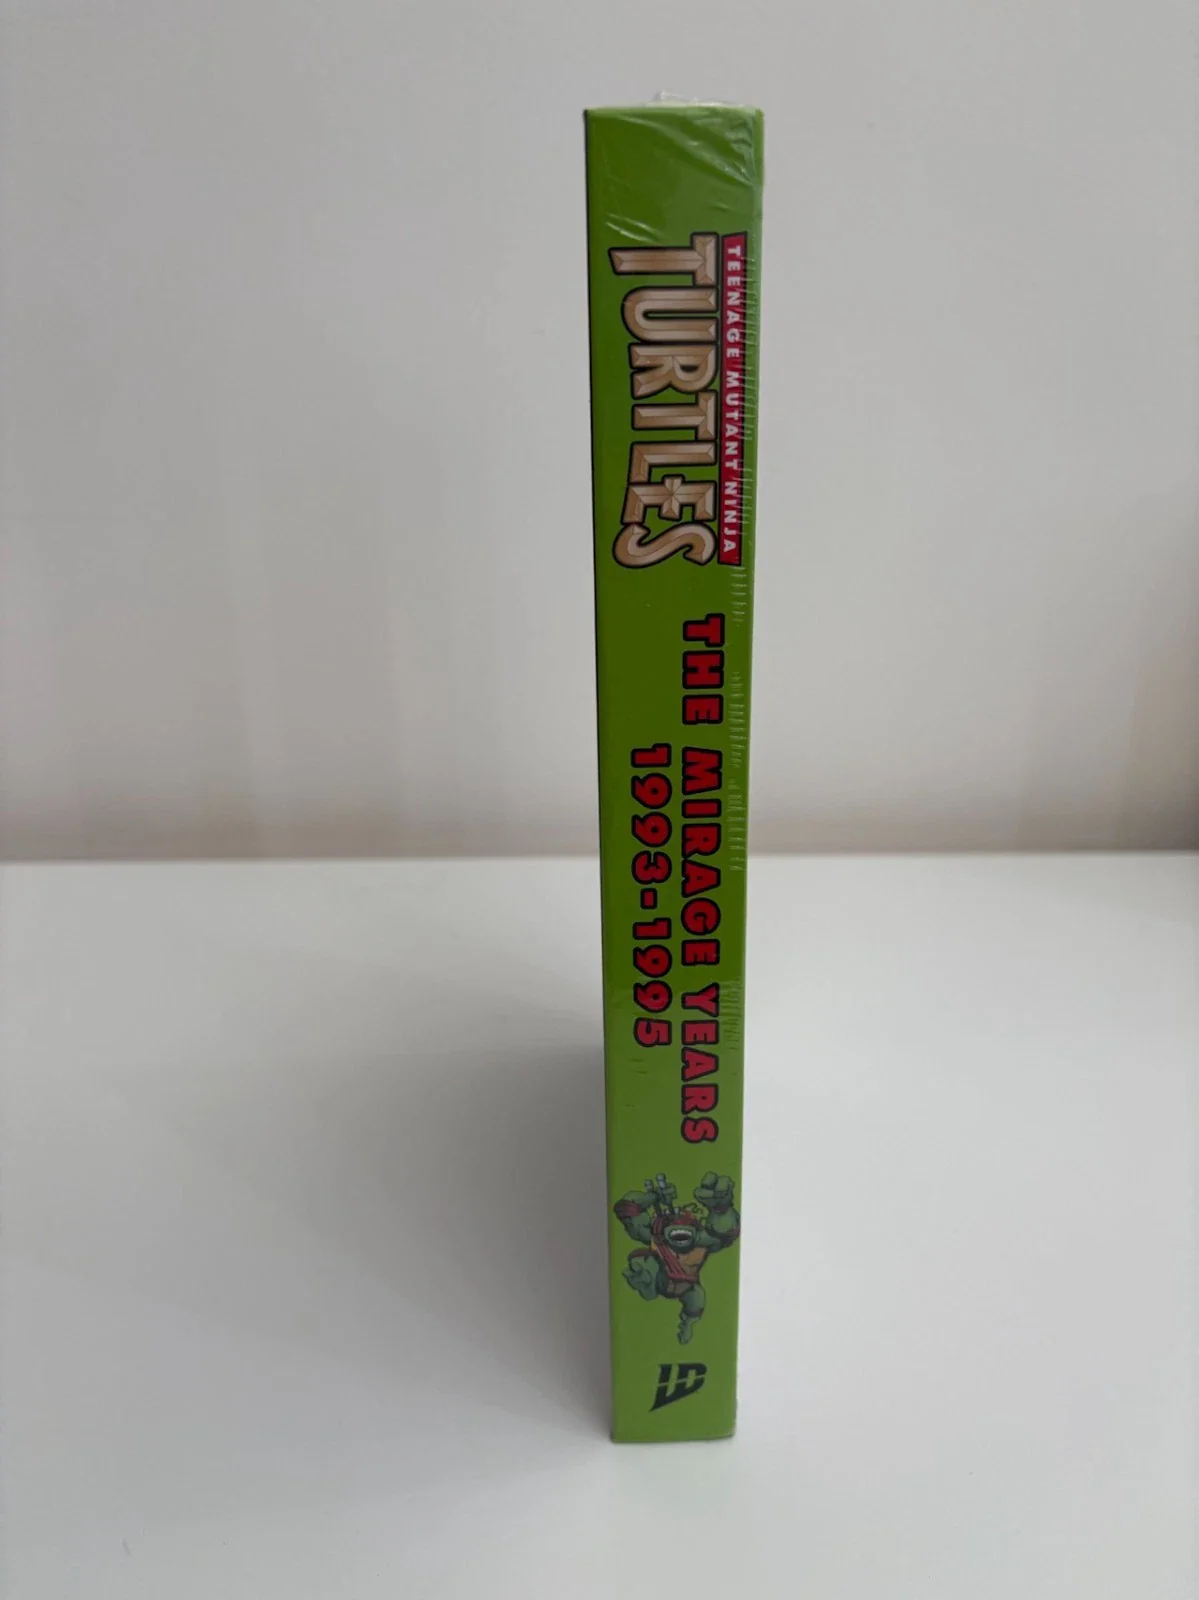 TEENAGE MUTANT NINJA
TURTLES
THE MIRAGE YEARS
1993-1995